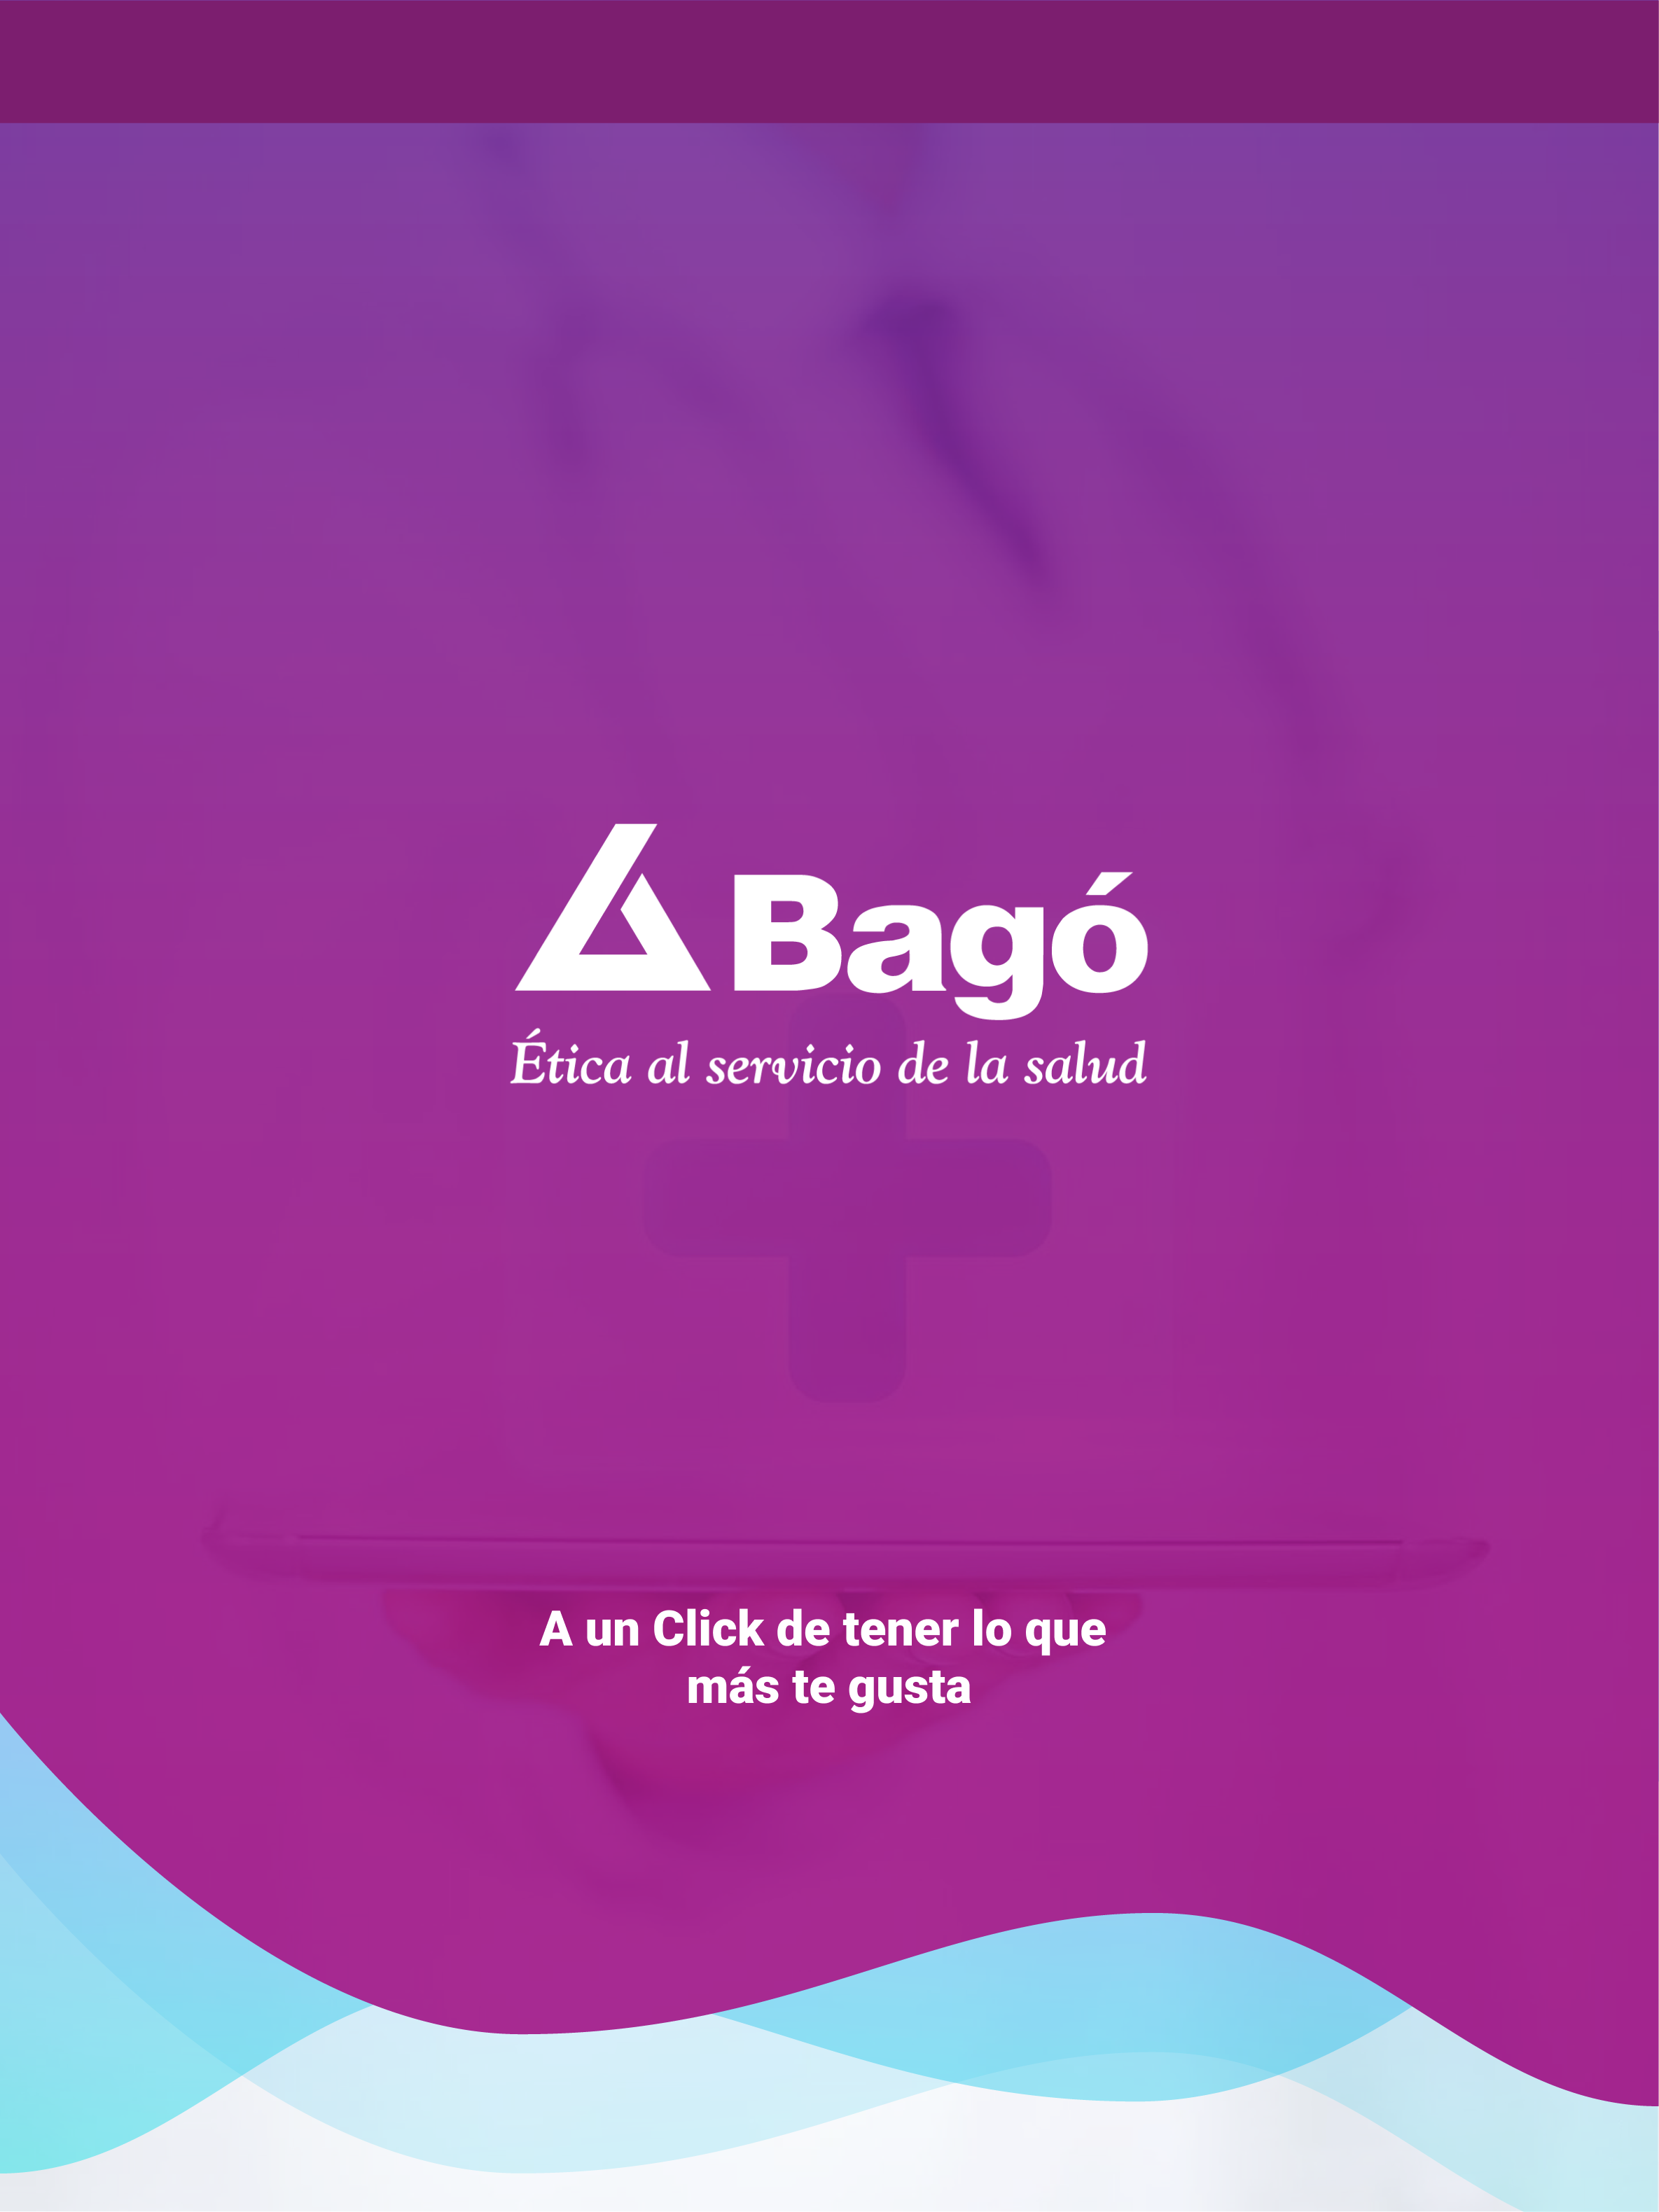 Bagó
Ética al servicio de la salud
A un Click de tener lo que
más te gusta